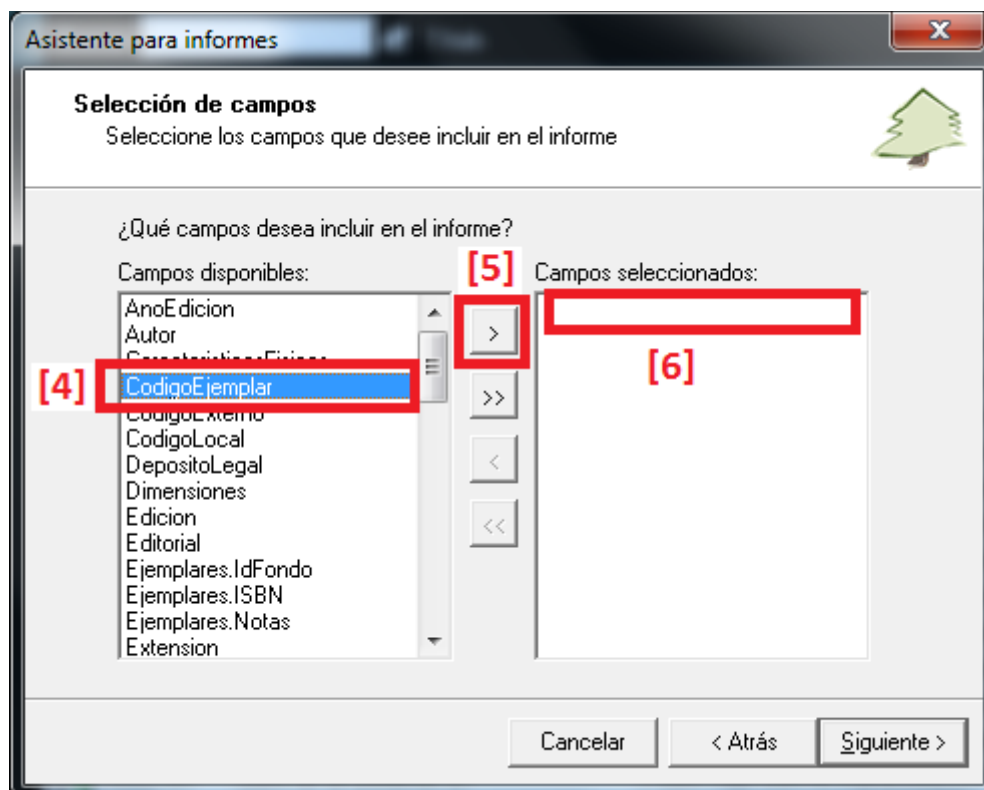 Asistente para informes
Selección de campos
Seleccione los campos que desee incluir en el informe
¿Qué campos desea incluir en el informe?
Campos disponibles:
[5]
Campos seleccionados:
AnoEdicion
Autor
CaracteristicasFisicas
[4]
CodigoEjemplar
CodigoExterno
CodigoLocal
DepositoLegal
Dimensiones
Edicion
Editorial
Ejemplares.IdFondo
Ejemplares.ISBN
Ejemplares.Notas
Extension
>
>>
<
<<
[6]
Cancelar
< Atrás
Siguiente >